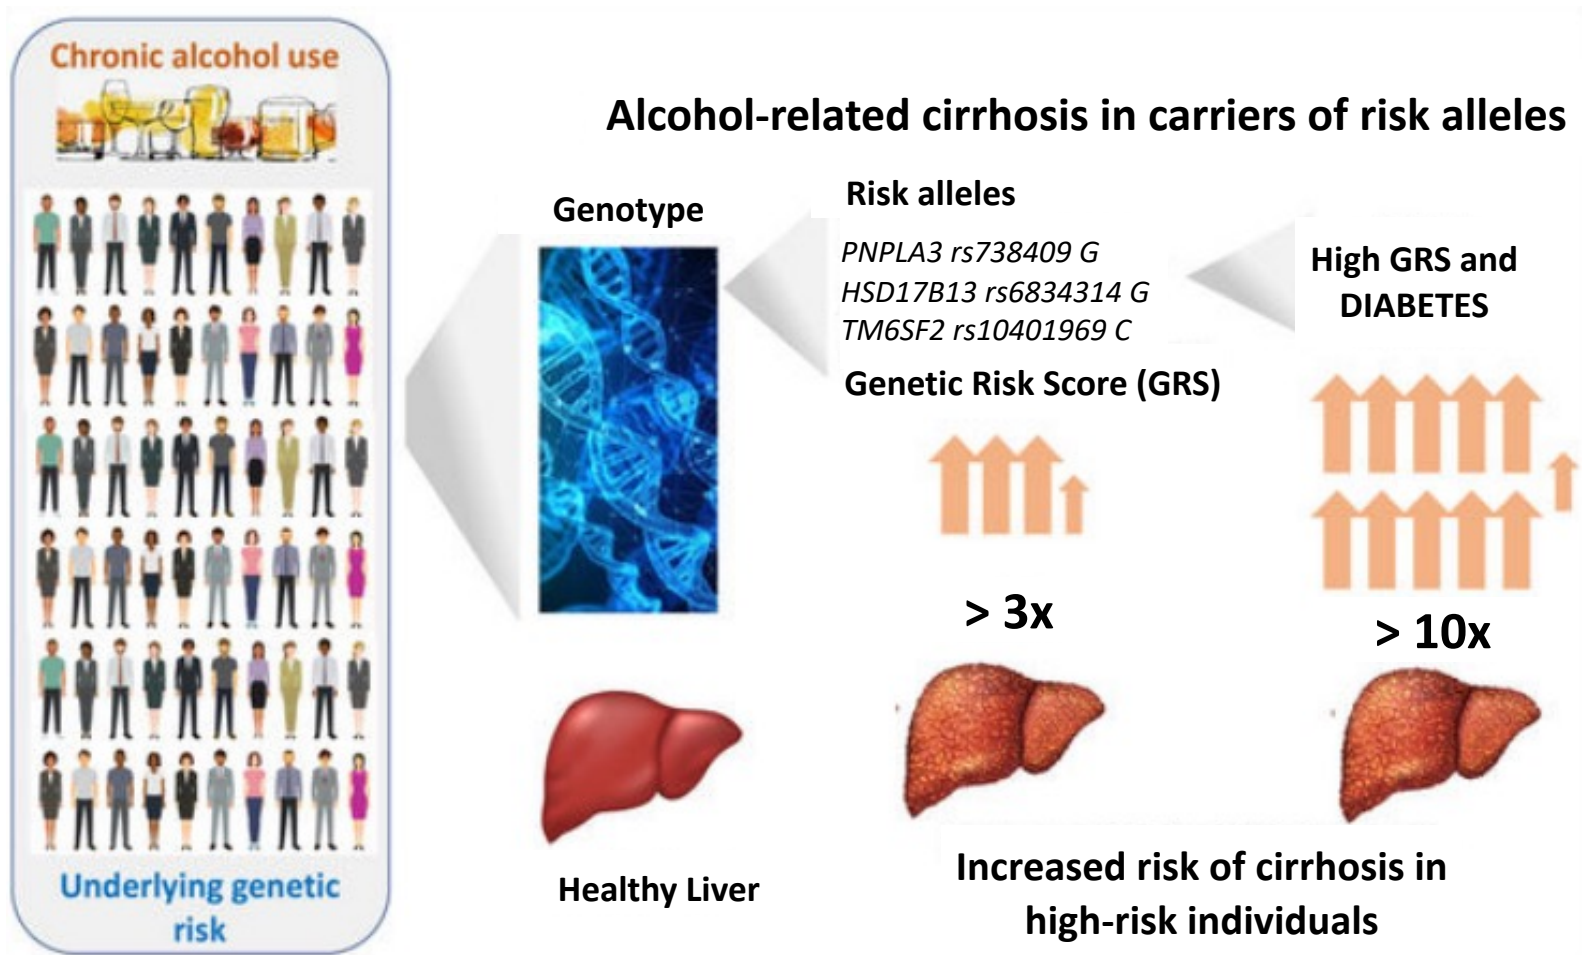 Chronic alcohol use
Underlying genetic
risk
Alcohol-related cirrhosis in carriers of risk alleles
Genotype
Risk alleles
PNPLA3 rs738409 G
HSD17B13 rs6834314 G
TM6SF2 rs10401969 C
Genetic Risk Score (GRS)
High GRS and
DIABETES
> 3x
> 10x
Healthy Liver
Increased risk of cirrhosis in
high-risk individuals